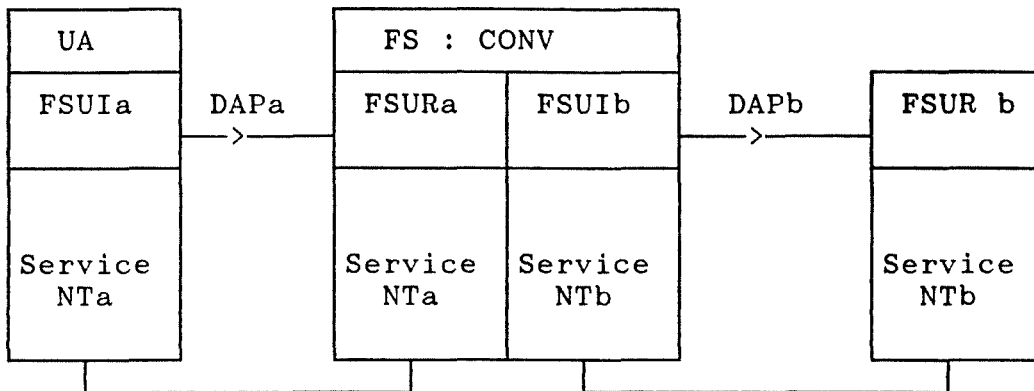 UA
FS : CONV
FSUIa
DAPa
FSURa
FSUIb
DAPb
FSUR b
Service
NTa
Service
NTa
Service
NTb
Service
NTb